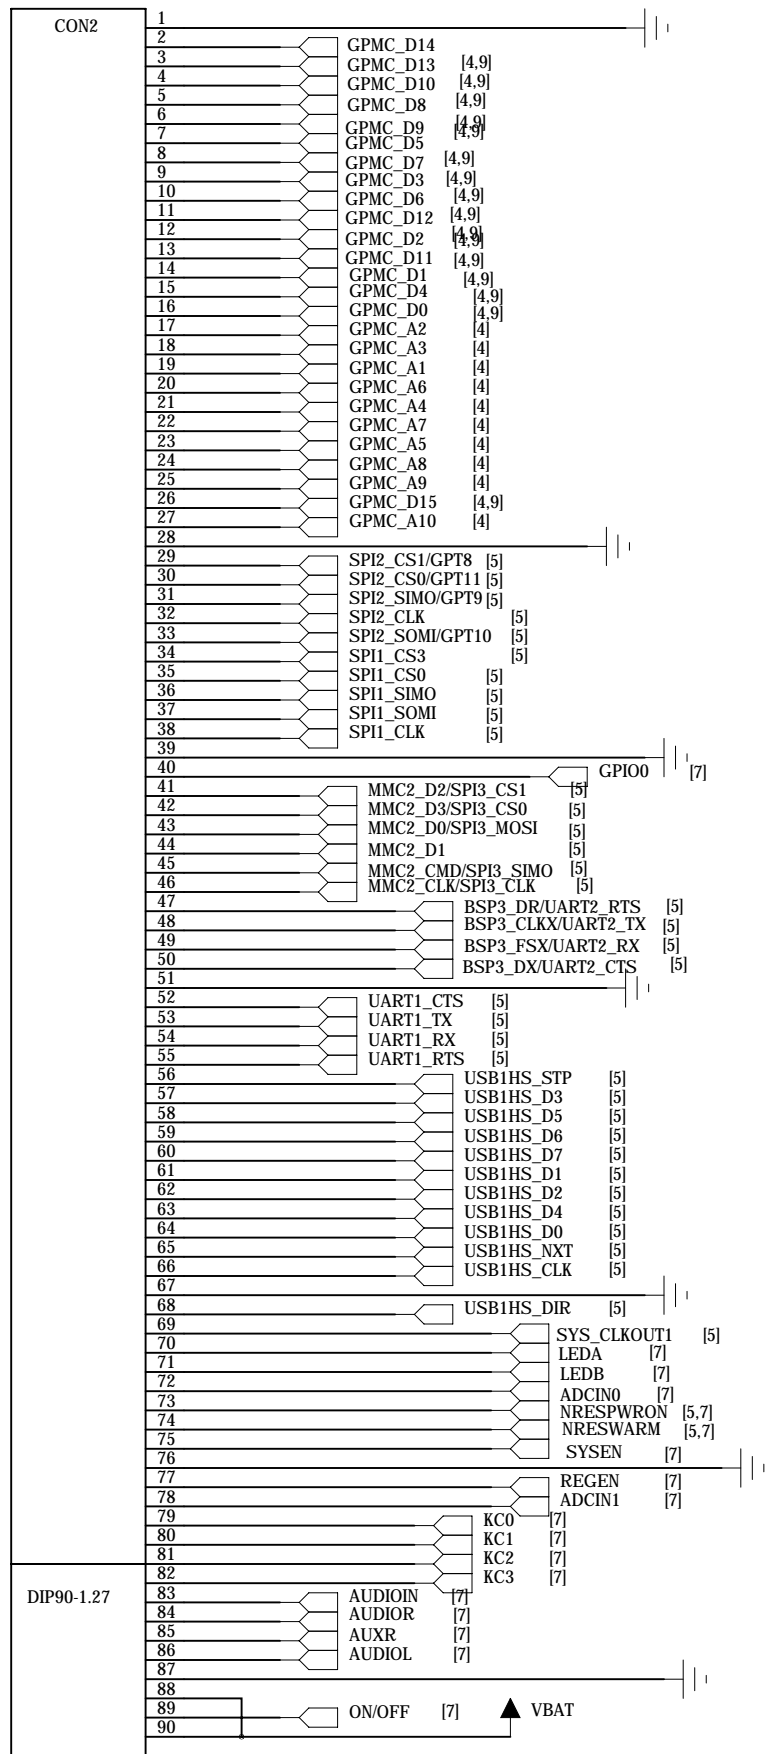 CON2
1
2 GPMC_D14
3 GPMC_D13 [4,9]
4 GPMC_D10 [4,9]
5 GPMC_D8 [4,9]
6 GPMC_D9 [4,9]
7 GPMC_D5 [4,9]
8 GPMC_D7 [4,9]
9 GPMC_D3 [4,9]
10 GPMC_D6 [4,9]
11 GPMC_D12 [4,9]
12 GPMC_D2 [4,9]
13 GPMC_D11 [4,9]
[4,9]
14 GPMC_D1 [4,9]
15 GPMC_D4 [4,9]
16 GPMC_D0 [4,9]
17 GPMC_A2 [4]
18 GPMC_A3 [4]
19 GPMC_A1 [4]
20 GPMC_A6 [4]
21 GPMC_A4 [4]
22 GPMC_A7 [4]
23 GPMC_A5 [4]
24 GPMC_A8 [4]
25 GPMC_A9 [4]
26 GPMC_D15 [4,9]
27 GPMC_A10 [4]
28
29 SPI2_CS1/GPT8 [5]
30 SPI2_CS0/GPT11 [5]
31 SPI2_SIMO/GPT9 [5]
32 SPI2_CLK [5]
33 SPI2_SOMI/GPT10 [5]
34 SPI1_CS3 [5]
35 SPI1_CS0 [5]
36 SPI1_SIMO [5]
37 SPI1_SOMI [5]
38 SPI1_CLK [5]
39
40 GPIO0 [7]
41 MMC2_D2/SPI3_CS1 [5]
42 MMC2_D3/SPI3_CS0 [5]
43 MMC2_D0/SPI3_MOSI [5]
44 MMC2_D1 [5]
45 MMC2_CMD/SPI3_SIMO [5]
46 MMC2_CLK/SPI3_CLK [5]
47 BSP3_DR/UART2_RTS [5]
48 BSP3_CLKX/UART2_TX [5]
49 BSP3_FSX/UART2_RX [5]
50 BSP3_DX/UART2_CTS [5]
51
52 UART1_CTS [5]
53 UART1_TX [5]
54 UART1_RX [5]
55 UART1_RTS [5]
56 USB1HS_STP [5]
57 USB1HS_D3 [5]
58 USB1HS_D5 [5]
59 USB1HS_D6 [5]
60 USB1HS_D7 [5]
61 USB1HS_D1 [5]
62 USB1HS_D2 [5]
63 USB1HS_D4 [5]
64 USB1HS_D0 [5]
65 USB1HS_NXT [5]
66 USB1HS_CLK [5]
67
68 USB1HS_DIR [5]
69 SYS_CLKOUT1 [5]
70 LEDA [7]
71 LEDB [7]
72 ADCIN0 [7]
73 NRESPWRON [5,7]
74 NRESWARM [5,7]
75 SYSEN [7]
76
77 REGEN [7]
78 ADCIN1 [7]
79 KC0 [7]
80 KC1 [7]
81 KC2 [7]
82 KC3 [7]
DIP90-1.27
83 AUDIOIN [7]
84 AUDIOR [7]
85 AUXR [7]
86 AUDIOL [7]
87
88
89 ON/OFF [7] VBAT
90